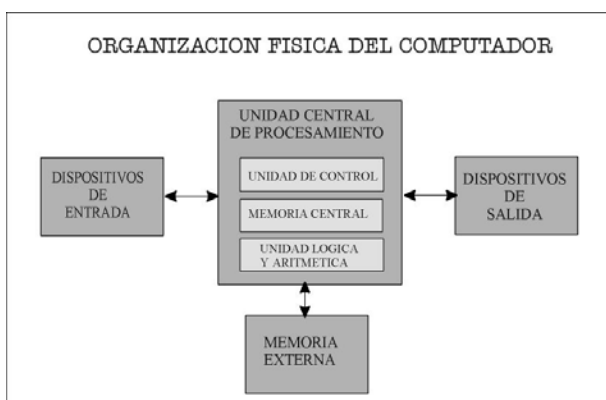 ORGANIZACION FISICA DEL COMPUTADOR
UNIDAD CENTRAL
DE PROCESAMIENTO
UNIDAD DE CONTROL
MEMORIA CENTRAL
UNIDAD LOGICA
Y ARITMETICA
DISPOSITIVOS
DE
ENTRADA
DISPOSITIVOS
DE
SALIDA
MEMORIA
EXTERNA